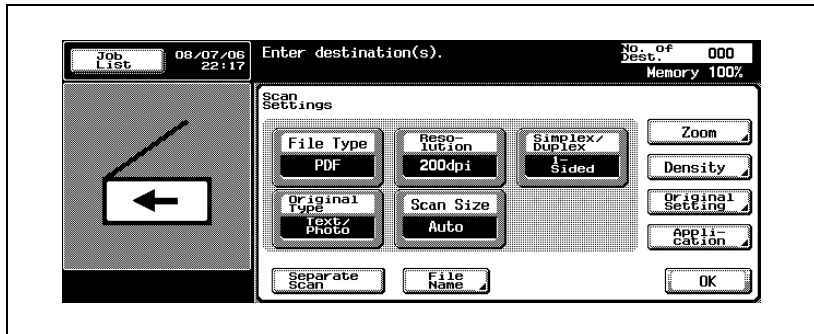 Job List
08/07/06
22:17
Enter destination(s).
No. of Dest.
000
Memory 100%
Scan
Settings
File Type
PDF
Reso-
lution
200dpi
Simplex/
Duplex
1-
Sided
Zoom
Density
Original
Type
Text/
Photo
Scan Size
Auto
Original
Setting
Appli-
cation
Separate
Scan
File
Name
OK